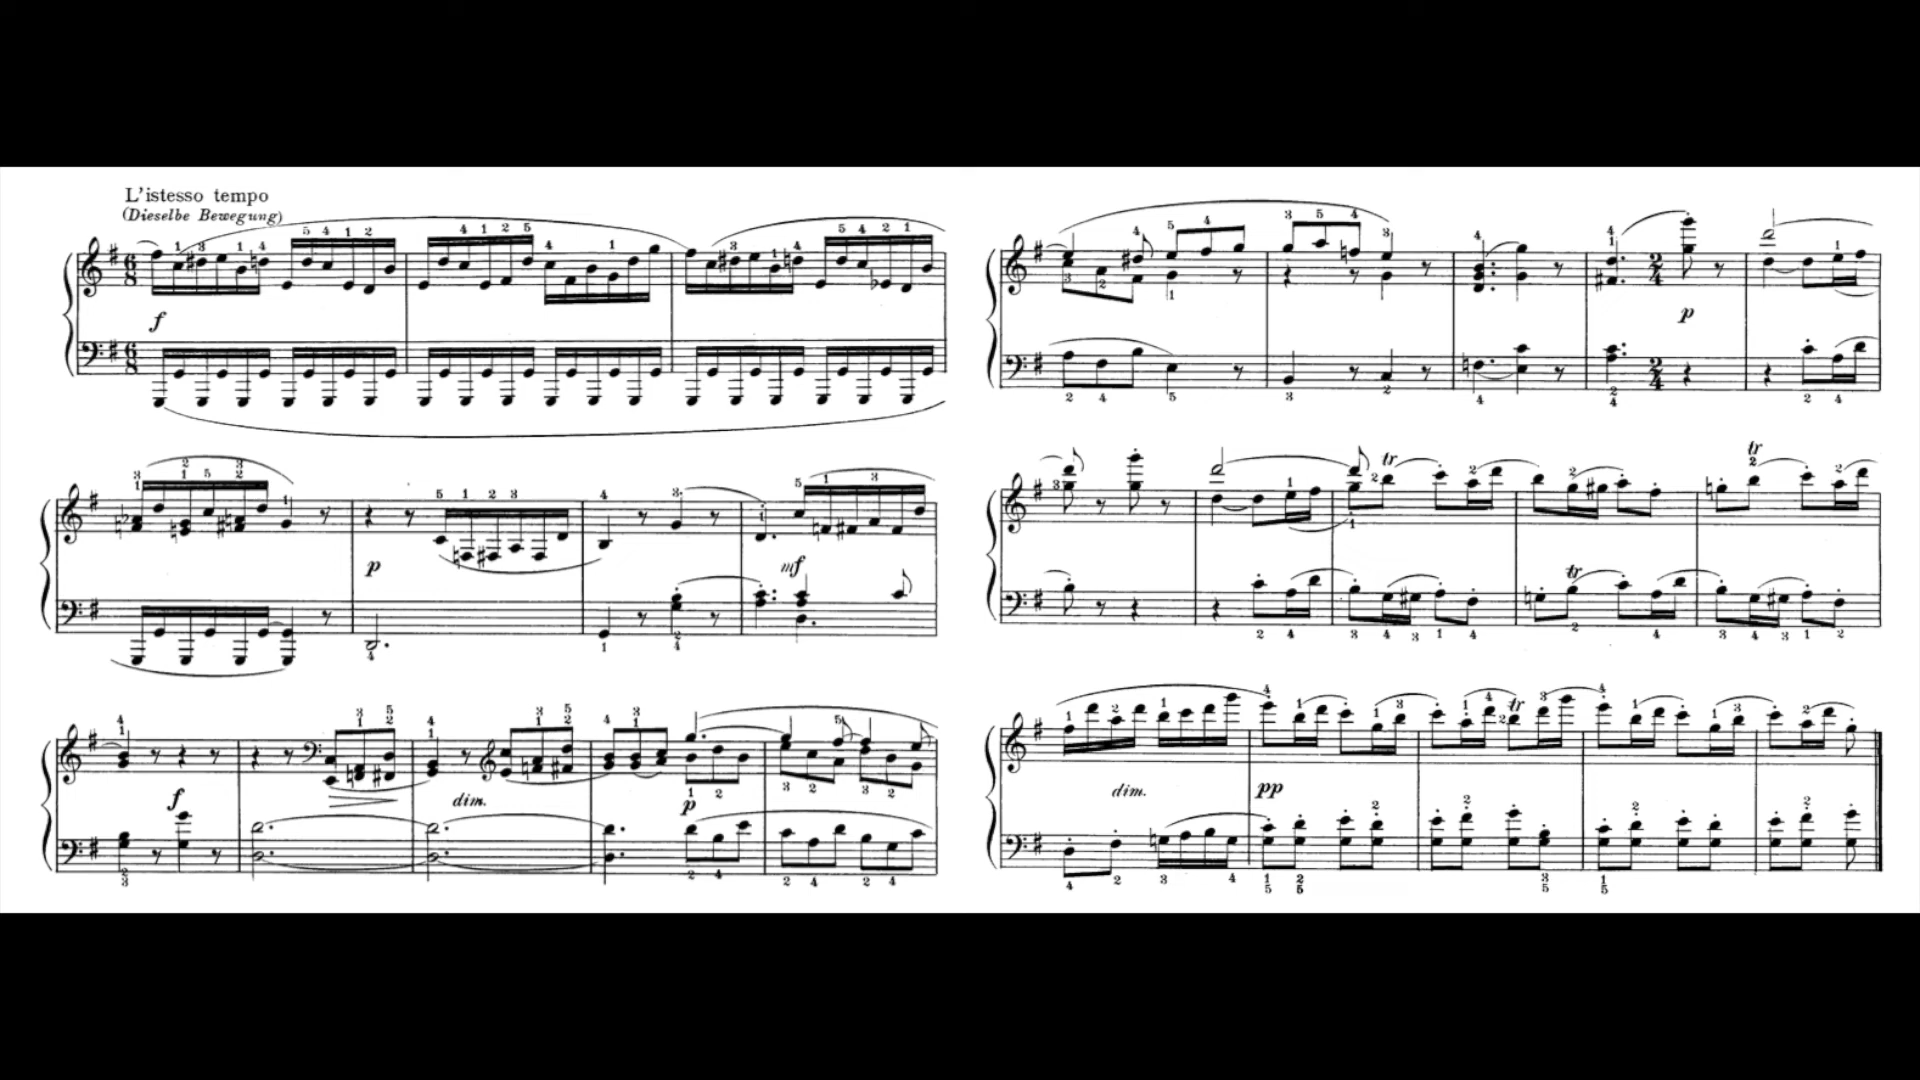 L'istesso tempo
(Dieselbe Bewegung)
f
p
mf
f
dim.
p
p
tr
tr
tr
tr
dim.
pp